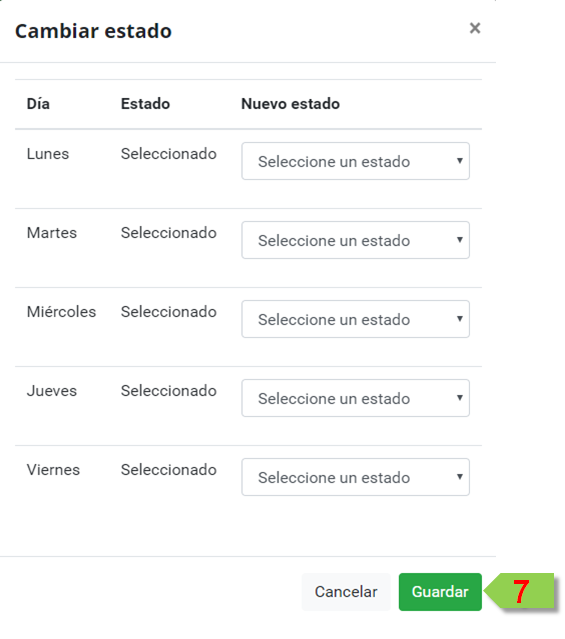 Cambiar estado ×
Día Estado Nuevo estado
Lunes Seleccionado Seleccione un estado
Martes Seleccionado Seleccione un estado
Miércoles Seleccionado Seleccione un estado
Jueves Seleccionado Seleccione un estado
Viernes Seleccionado Seleccione un estado
Cancelar Guardar 7